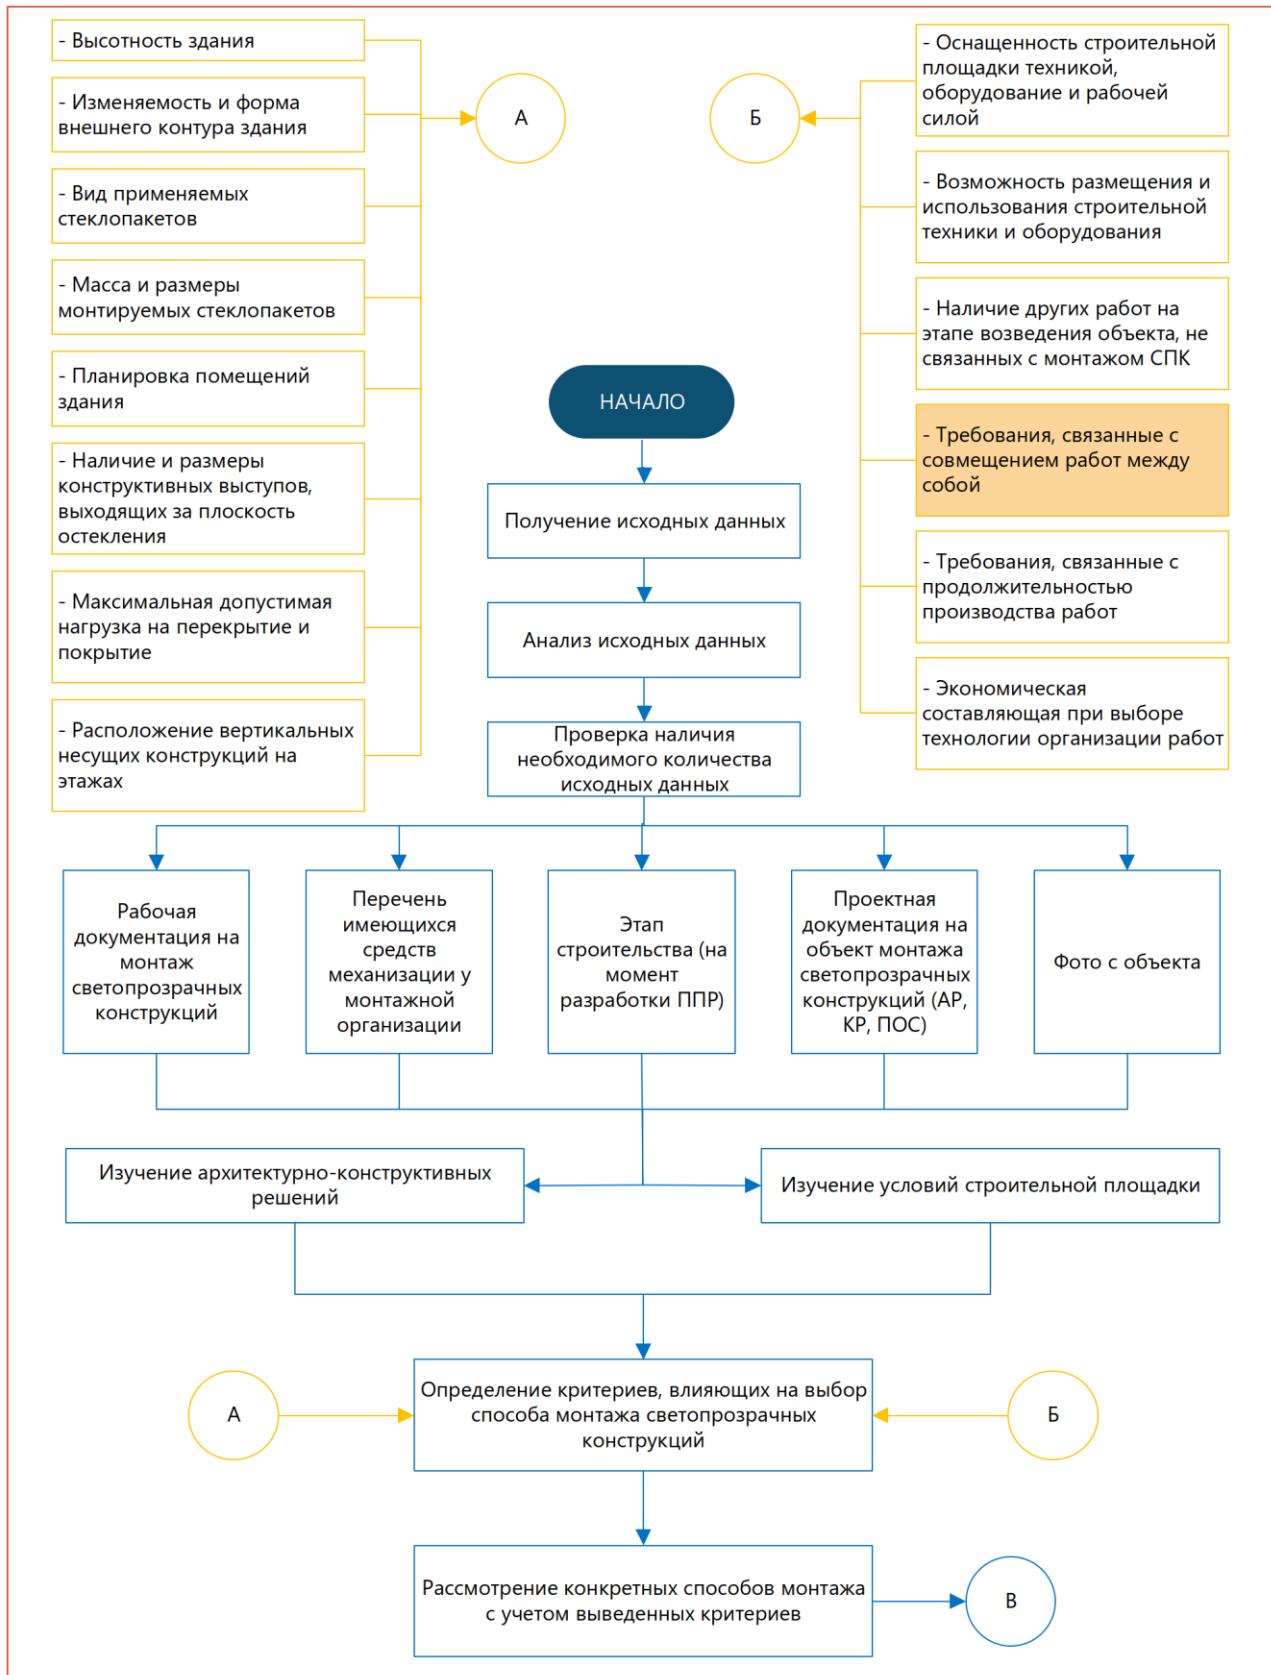 - Высотность здания
- Изменяемость и форма
внешнего контура здания
- Вид применяемых
стеклопакетов
- Масса и размеры
монтируемых стеклопакетов
- Планировка помещений
здания
- Наличие и размеры
конструктивных выступов,
выходящих за плоскость
остекления
- Максимальная допустимая
нагрузка на перекрытие и
покрытие
- Расположение вертикальных
несущих конструкций на
этажах
А
Б
- Оснащенность строительной
площадки техникой,
оборудование и рабочей
силой
- Возможность размещения и
использования строительной
техники и оборудования
- Наличие других работ на
этапе возведения объекта, не
связанных с монтажом СПК
- Требования, связанные с
совмещением работ между
собой
- Требования, связанные с
продолжительностью
производства работ
- Экономическая
составляющая при выборе
технологии организации работ
НАЧАЛО
Получение исходных данных
Анализ исходных данных
Проверка наличия
необходимого количества
исходных данных
Рабочая
документация на
монтаж
светопрозрачных
конструкций
Перечень
имеющихся
средств
механизации у
монтажной
организации
Этап
строительства (на
момент
разработки ППР)
Проектная
документация на
объект монтажа
светопрозрачных
конструкций (АР,
КР, ПОС)
Фото с объекта
Изучение архитектурно-конструктивных
решений
Изучение условий строительной площадки
А
Определение критериев, влияющих на выбор
способа монтажа светопрозрачных
конструкций
Б
Рассмотрение конкретных способов монтажа
с учетом выведенных критериев
В